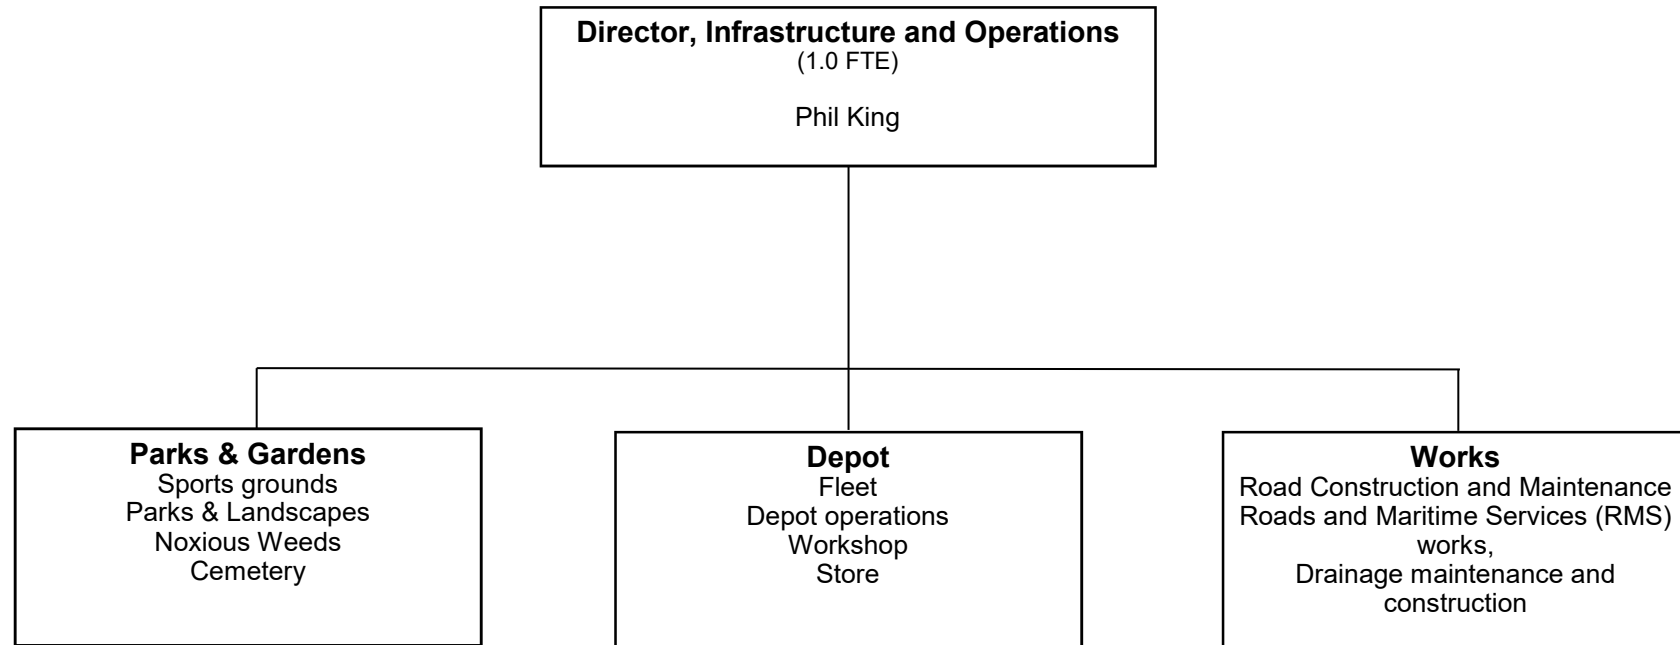 Director, Infrastructure and Operations
(1.0 FTE)
Phil King
Parks & Gardens
Sports grounds
Parks & Landscapes
Noxious Weeds
Cemetery
Depot
Fleet
Depot operations
Workshop
Store
Works
Road Construction and Maintenance
Roads and Maritime Services (RMS)
works,
Drainage maintenance and
construction